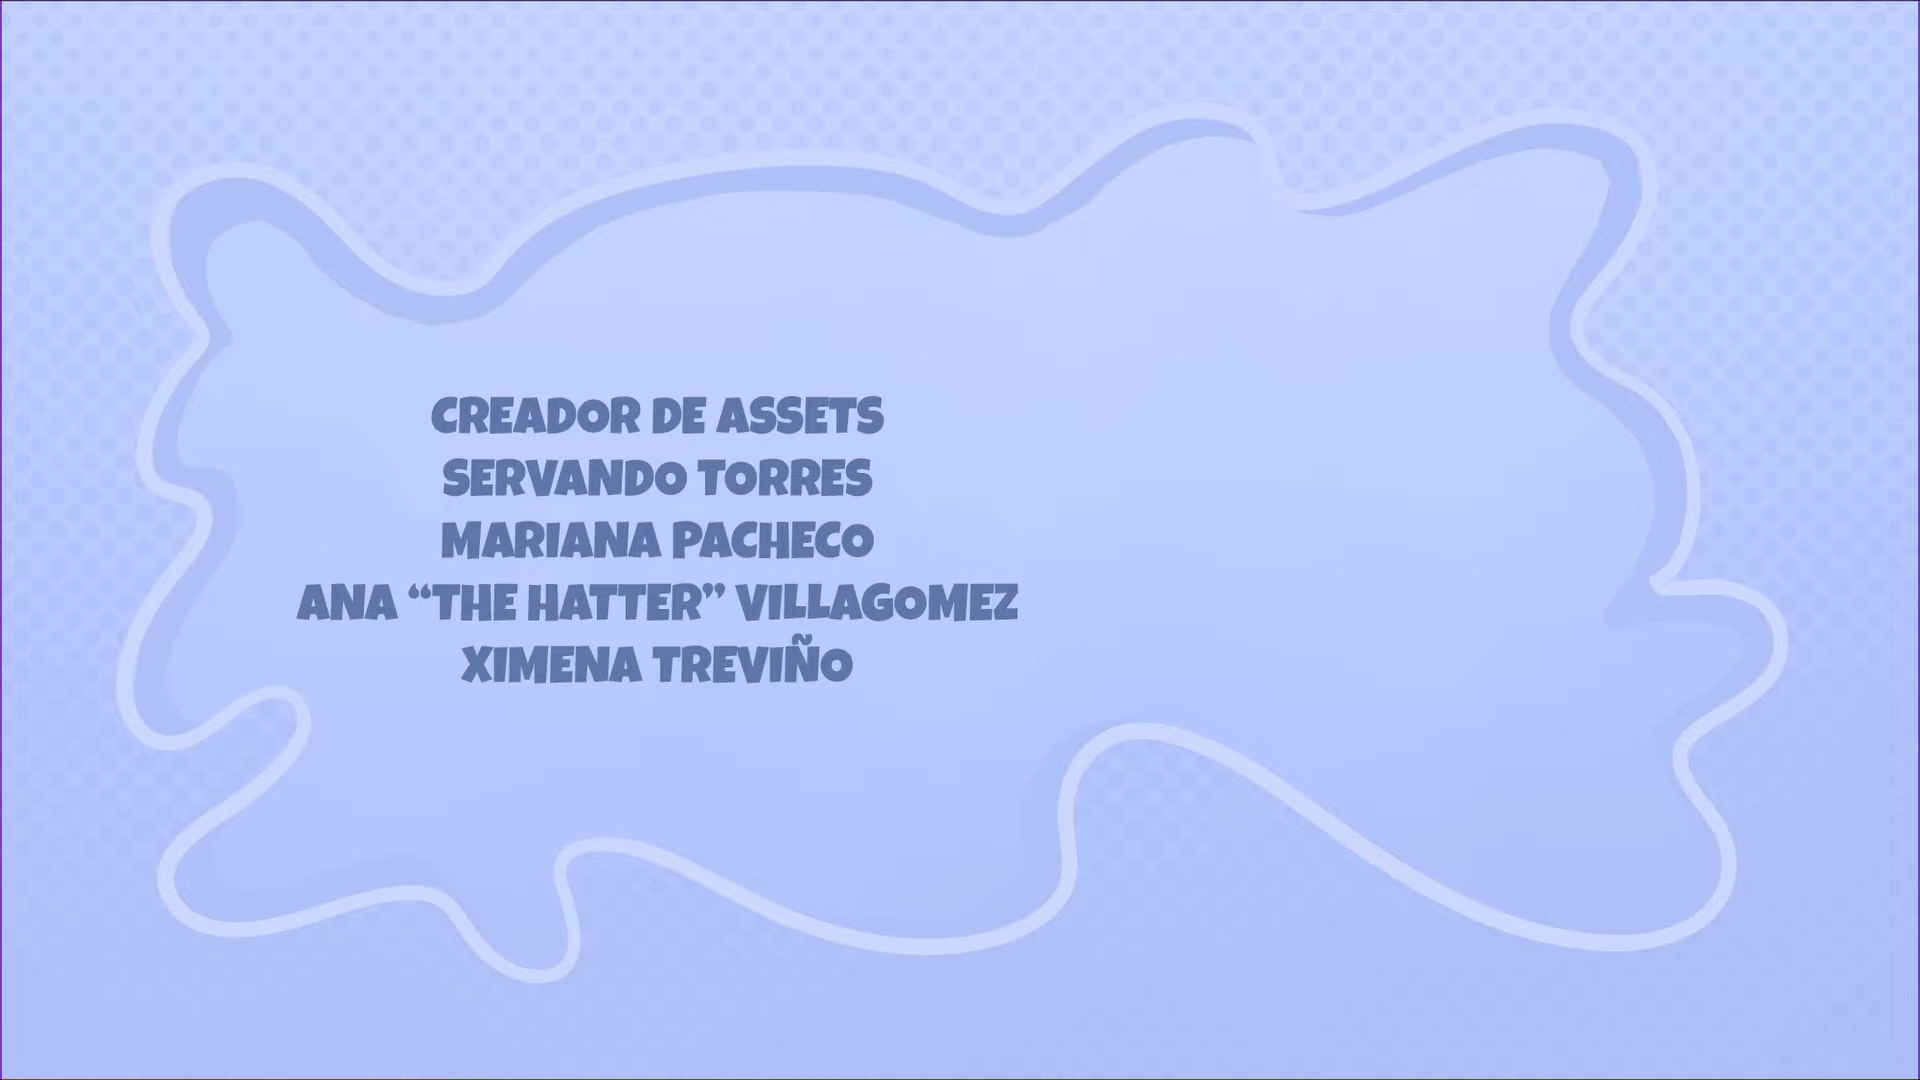 CREADOR DE ASSETS
SERVANDO TORRES
MARIANA PACHECO
ANA “THE HATTER” VILLAGOMEZ
XIMENA TREVIÑO